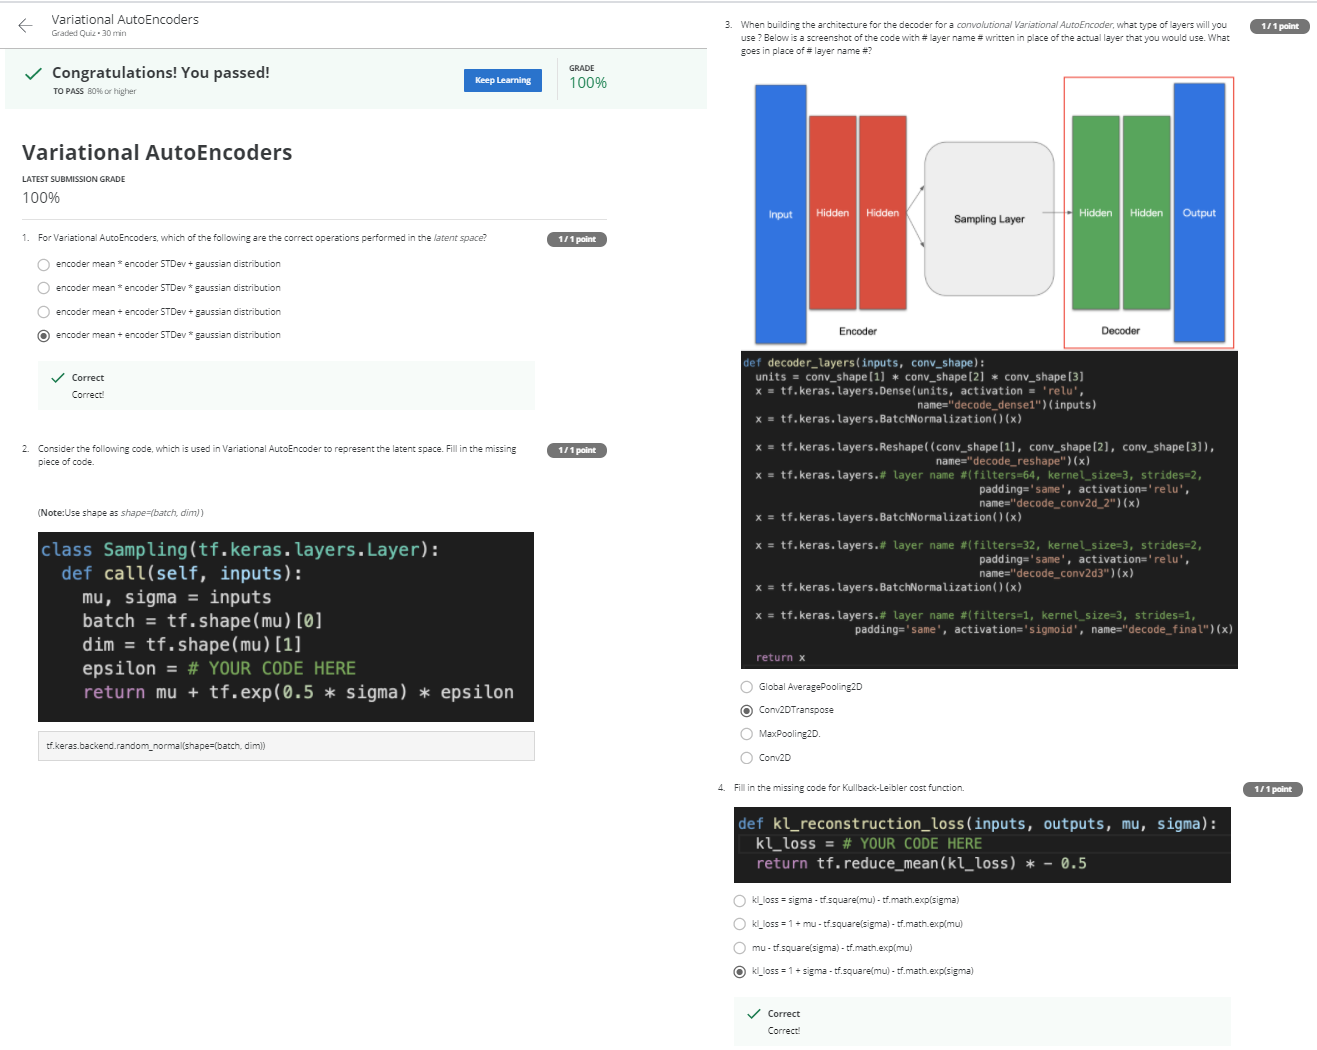 Variational AutoEncoders
Graded Quiz • 30 min
Congratulations! You passed!
TO PASS 80% or higher
Keep Learning
GRADE
100%
Variational AutoEncoders
LATEST SUBMISSION GRADE
100%
1. For Variational AutoEncoders, which of the following are the correct operations performed in the latent space?
1 / 1 point
encoder mean * encoder STDev + gaussian distribution
encoder mean * encoder STDev * gaussian distribution
encoder mean + encoder STDev + gaussian distribution
encoder mean + encoder STDev * gaussian distribution
Correct
Correct!
2. Consider the following code, which is used in Variational AutoEncoder to represent the latent space. Fill in the missing
piece of code.
1 / 1 point
(Note:Use shape as shape=(batch, dim))
class Sampling(tf.keras.layers.Layer):
def call(self, inputs):
mu, sigma = inputs
batch = tf.shape(mu)[0]
dim = tf.shape(mu)[1]
epsilon = # YOUR CODE HERE
return mu + tf.exp(0.5 * sigma) * epsilon
tf.keras.backend.random_normal(shape=(batch, dim))
3. When building the architecture for the decoder for a convolutional Variational AutoEncoder, what type of layers will you
use ? Below is a screenshot of the code with # layer name # written in place of the actual layer that you would use. What
goes in place of # layer name #?
1 / 1 point
Input
Hidden
Hidden
Sampling Layer
Hidden
Hidden
Output
Encoder
Decoder
def decoder_layers(inputs, conv_shape):
units = conv_shape[1] * conv_shape[2] * conv_shape[3]
x = tf.keras.layers.Dense(units, activation = 'relu',
name="decode_dense1")(inputs)
x = tf.keras.layers.BatchNormalization()(x)
x = tf.keras.layers.Reshape((conv_shape[1], conv_shape[2], conv_shape[3]),
name="decode_reshape")(x)
x = tf.keras.layers.# layer name #(filters=64, kernel_size=3, strides=2,
padding='same', activation='relu',
name="decode_conv2d_2")(x)
x = tf.keras.layers.BatchNormalization()(x)
x = tf.keras.layers.# layer name #(filters=32, kernel_size=3, strides=2,
padding='same', activation='relu',
name="decode_conv2d3")(x)
x = tf.keras.layers.BatchNormalization()(x)
x = tf.keras.layers.# layer name #(filters=1, kernel_size=3, strides=1,
padding='same', activation='sigmoid', name="decode_final")(x)
return x
Global AveragePooling2D
Conv2DTranspose
MaxPooling2D.
Conv2D
4. Fill in the missing code for Kullback-Leibler cost function.
1 / 1 point
def kl_reconstruction_loss(inputs, outputs, mu, sigma):
kl_loss = # YOUR CODE HERE
return tf.reduce_mean(kl_loss) * - 0.5
kl_loss = sigma - tf.square(mu) - tf.math.exp(sigma)
kl_loss = 1 + mu - tf.square(sigma) - tf.math.exp(mu)
mu - tf.square(sigma) - tf.math.exp(mu)
kl_loss = 1 + sigma - tf.square(mu) - tf.math.exp(sigma)
Correct
Correct!